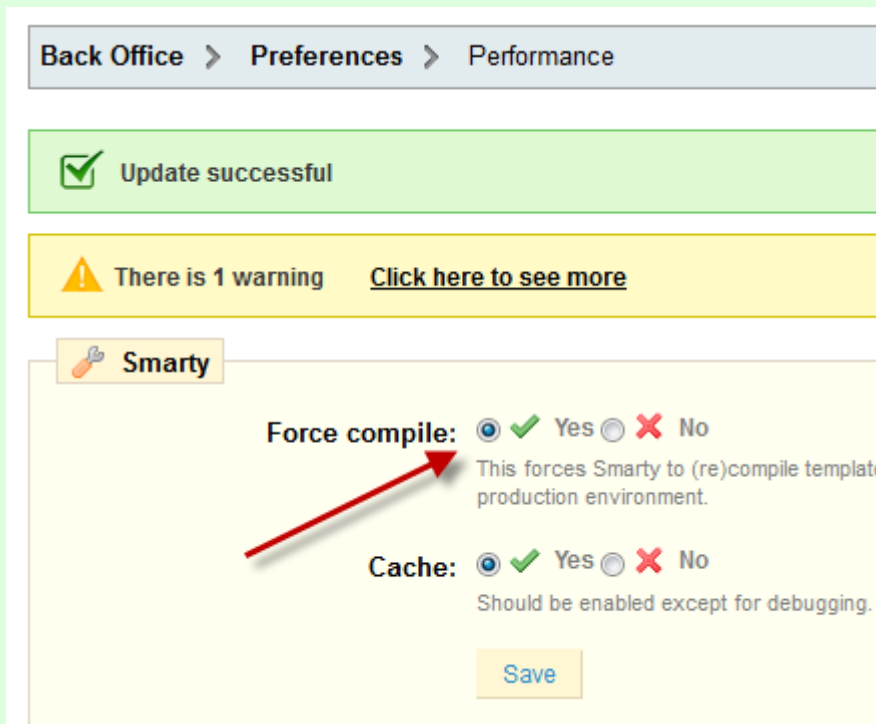 Back Office > Preferences > Performance
Update successful
There is 1 warning Click here to see more
Smarty
Force compile: Yes No
This forces Smarty to (re)compile
production environment.
Cache: Yes No
Should be enabled except for debugging.
Save